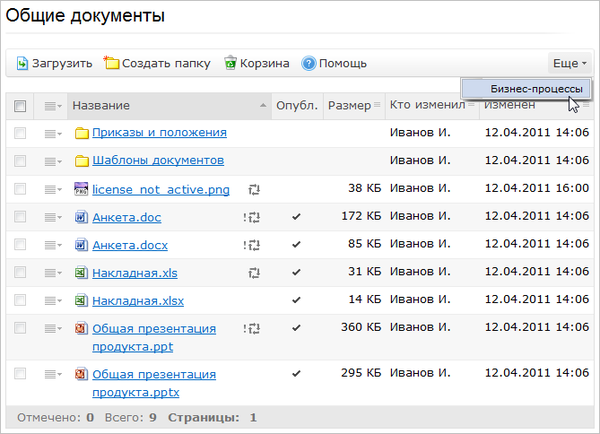 Общие документы
Загрузить Создать папку Корзина Помощь Еще
Бизнес-процессы
Название Опубл. Размер Кто изменил Изменен
Приказы и положения Иванов И. 12.04.2011 14:06
Шаблоны документов Иванов И. 12.04.2011 14:06
license_not_active.png 38 КБ Иванов И. 12.04.2011 16:00
Анкета.doc ! 172 КБ Иванов И. 12.04.2011 14:06
Анкета.docx ! 85 КБ Иванов И. 12.04.2011 14:06
Накладная.xls 31 КБ Иванов И. 12.04.2011 14:06
Накладная.xlsx 14 КБ Иванов И. 12.04.2011 14:06
Общая презентация ! 360 КБ Иванов И. 12.04.2011 14:06
продукта.ppt
Общая презентация 295 КБ Иванов И. 12.04.2011 14:06
продукта.pptx
Отмечено: 0 Всего: 9 Страницы: 1